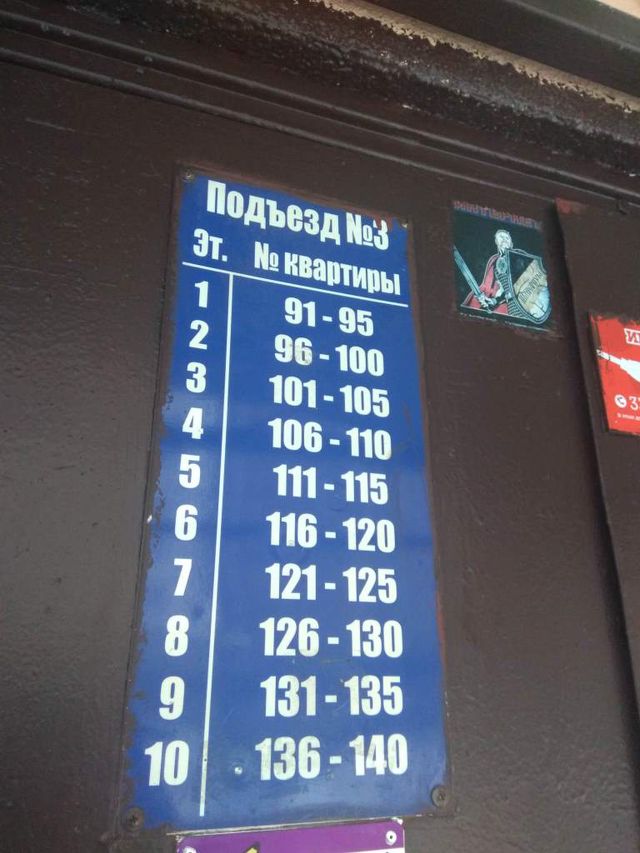 Подъезд №3
Эт. № квартиры
1 91 - 95
2 96 - 100
3 101 - 105
4 106 - 110
5 111 - 115
6 116 - 120
7 121 - 125
8 126 - 130
9 131 - 135
10 136 - 140